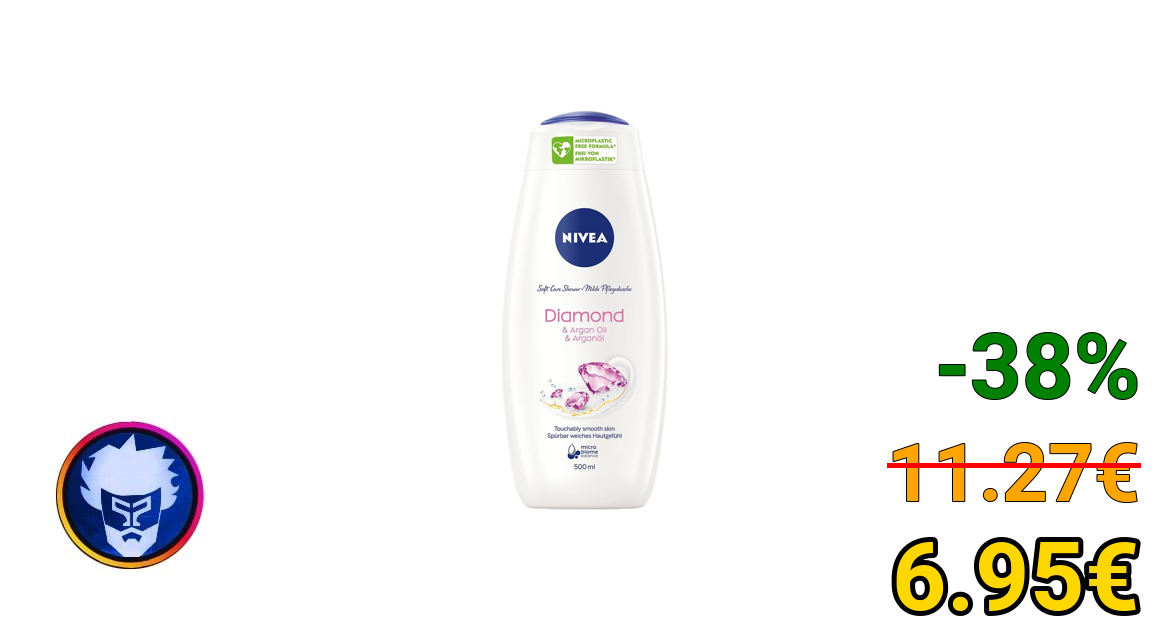 MICROPLASTIC
FREE FORMULA*
FREI VON
MIKROPLASTIK*
NIVEA
Soft Care Shower • Milde Pflegedusche
Diamond
& Argan Oil
& Arganöl
Touchably smooth skin
Spürbar weiches Hautgefühl
micro
biome
balance
500 ml
-38%
11.27€
6.95€